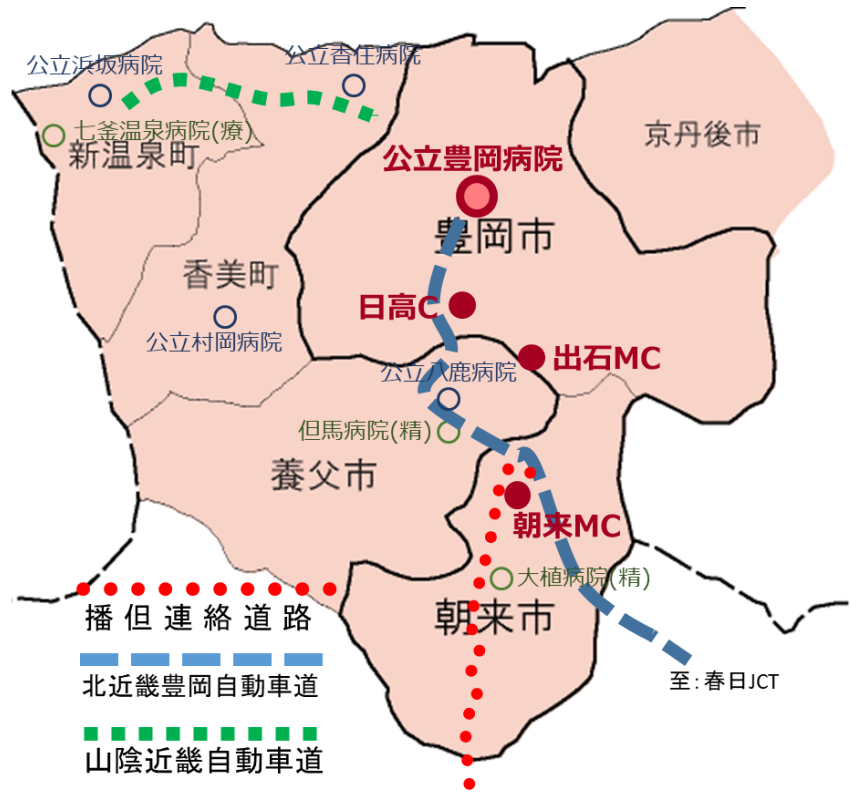 公立香住病院
公立浜坂病院
七釜温泉病院(療)
新温泉町
京丹後市
公立豊岡病院
豊岡市
香美町
日高C
公立村岡病院
出石MC
公立八鹿病院
但馬病院(精)
養父市
朝来MC
大植病院(精)
朝来市
播但連絡道路
北近畿豊岡自動車道
至:春日JCT
山陰近畿自動車道